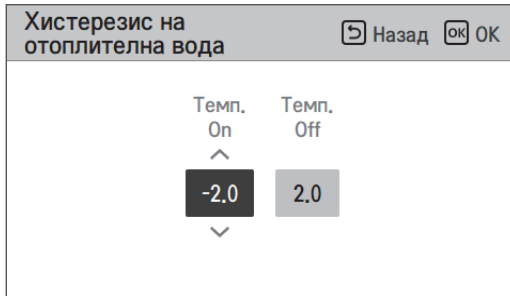 Хистерезис на
отоплителна вода
Назад OK OK
Темп. Темп.
On Off
-2.0 2.0